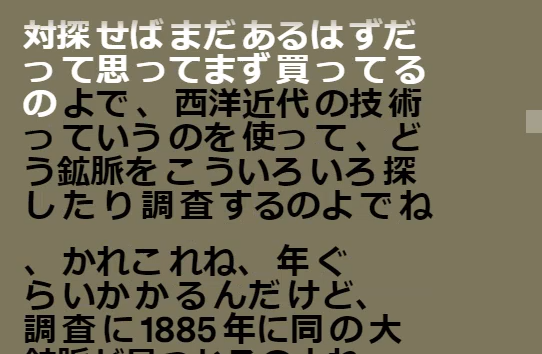 対探せばまだあるはずだ
って思ってまず買ってる
のよで、西洋近代の技術
っていうのを使って、ど
う鉱脈をこういろいろ探
したり調査するのよでね
、かれこれね、年ぐ
らいかかるんだけど、
調査に1885年に同の大